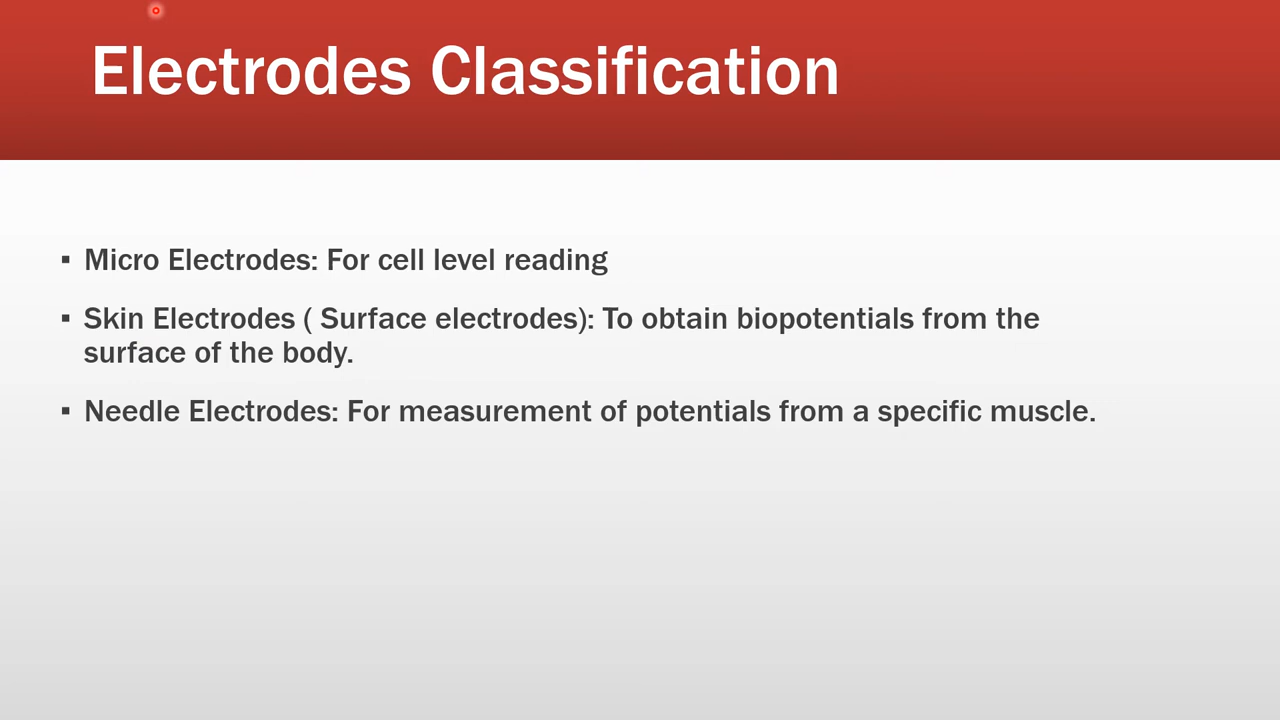 Electrodes Classification
▪ Micro Electrodes: For cell level reading
▪ Skin Electrodes ( Surface electrodes): To obtain biopotentials from the
surface of the body.
▪ Needle Electrodes: For measurement of potentials from a specific muscle.